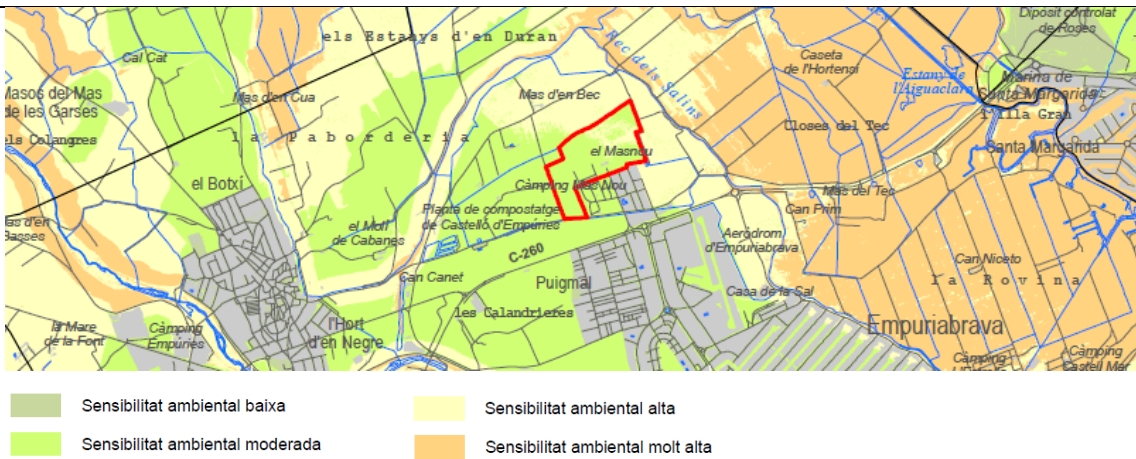 els Estanys d'en Duran
Cal Cat
Dipòsit controlat
de Roses
Rec dels Salins
Caseta
de l'Hortensi
Estany de
l'Aiguaclara
Marina de
Santa Margarida
l'Illa Gran
Masos del Mas
de les Garses
els Colangres
Mas d'en Cua
Mas d'en Bec
la Paborderia
Closes del Tec
Santa Margarida
el Masnou
el Botxí
Càmping Mas Nou
Mas del Tec
Planta de compostatge
de Castelló d'Empúries
Can Prim
el Molí
de Cabanes
Aeròdrom
d'Empuriabrava
C-260
Can Niceto
la Rovina
Can Canet
Puigmal
Casa de la Sal
les Calandrieres
la Mare
de la Font
Càmping
Empúries
l'Hort
d'en Negre
Empuriabrava
Càmping
Càmping
Castell Mar
Sensibilitat ambiental baixa
Sensibilitat ambiental alta
Sensibilitat ambiental moderada
Sensibilitat ambiental molt alta